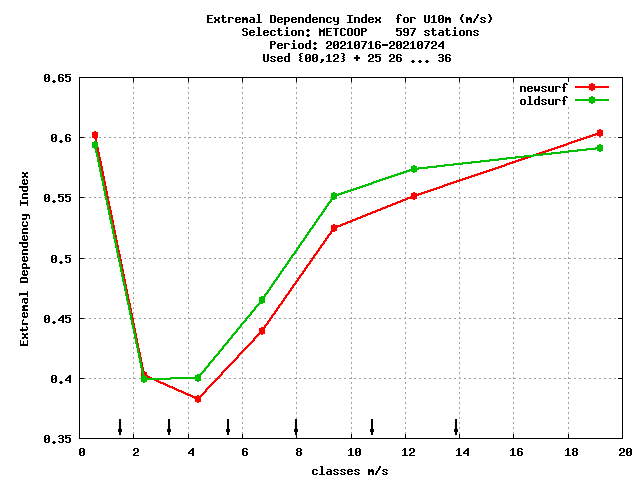 Extremal Dependency Index  for U10m (m/s)
Selection: METCOOP    597 stations
Period: 20210716-20210724
Used {00,12} + 25 26 ... 36
newsurf
oldsurf
Extremal Dependency Index
0.65
0.6
0.55
0.5
0.45
0.4
0.35
0 2 4 6 8 10 12 14 16 18 20
classes m/s